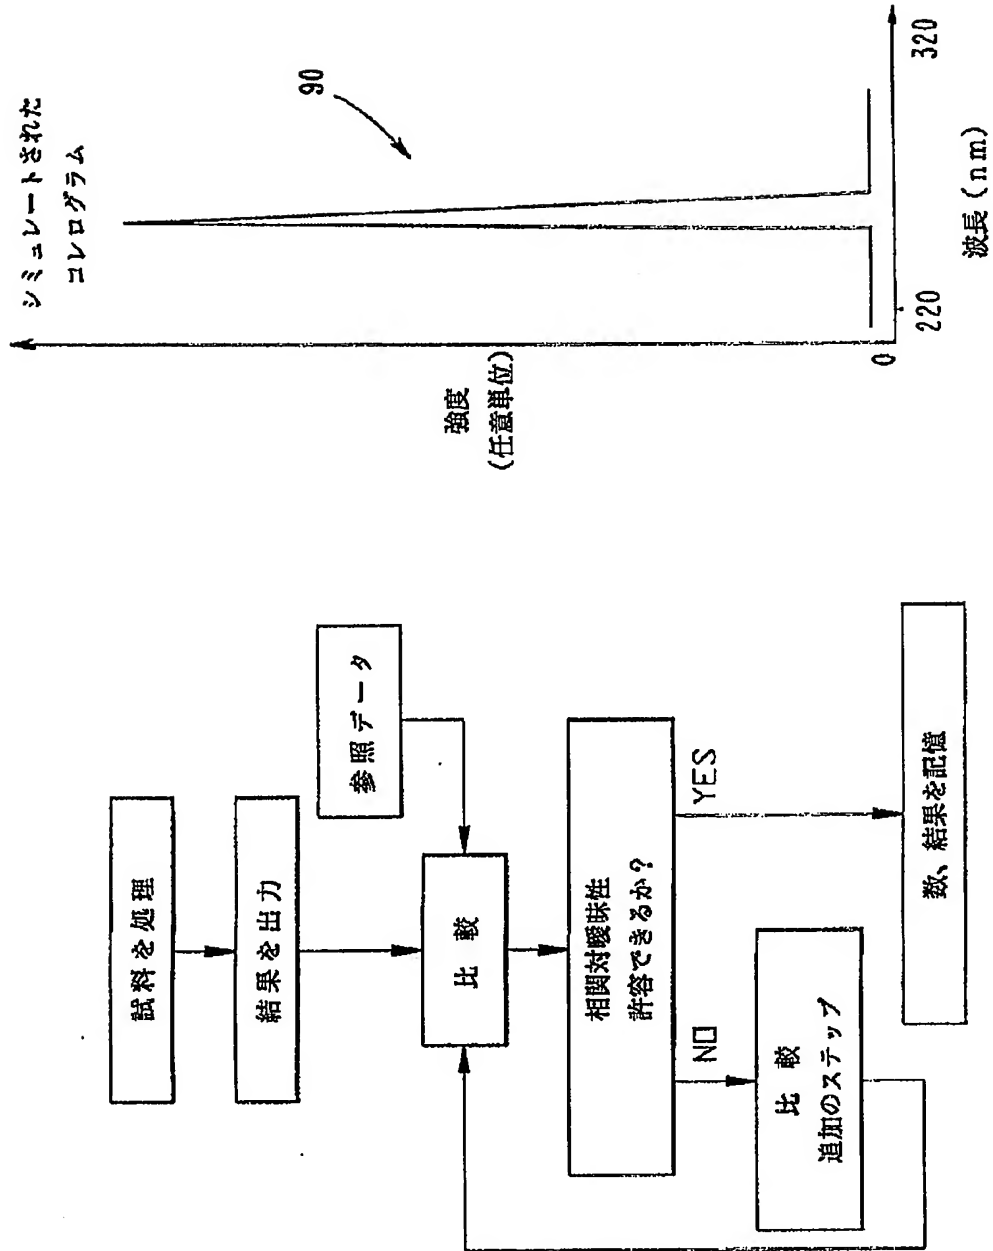 試料を処理
結果を出力
参照データ
比 較
相関対曖昧性
許容できるか?
YES
NO
比 較
追加のステップ
数、結果を記憶
シミュレートされた
コレログラム
90
強度
(任意単位)
0
220
320
波長(nm)